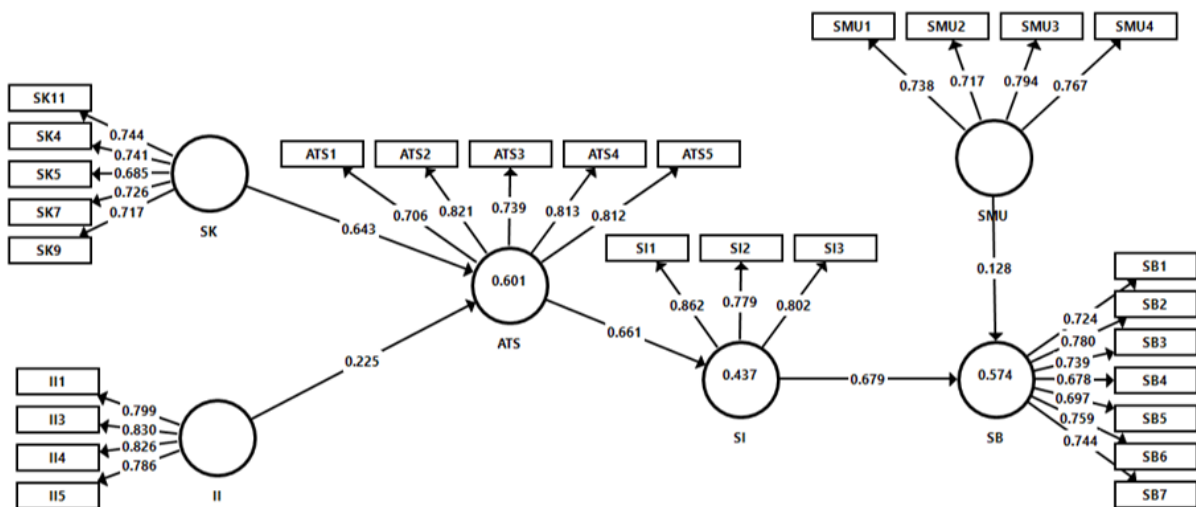 SMU1
SMU2
SMU3
SMU4
0.738
0.717
0.794
0.767
SMU
0.128
SK11
SK4
SK5
SK7
SK9
0.744
0.741
0.685
0.726
0.717
SK
0.643
ATS1
ATS2
ATS3
ATS4
ATS5
0.706
0.821
0.739
0.813
0.812
0.601
ATS
0.661
0.225
SI1
SI2
SI3
0.862
0.779
0.802
0.437
SI
0.679
II1
II3
II4
II5
0.799
0.830
0.826
0.786
II
0.574
SB
0.724
0.780
0.739
0.678
0.697
0.759
0.744
SB1
SB2
SB3
SB4
SB5
SB6
SB7